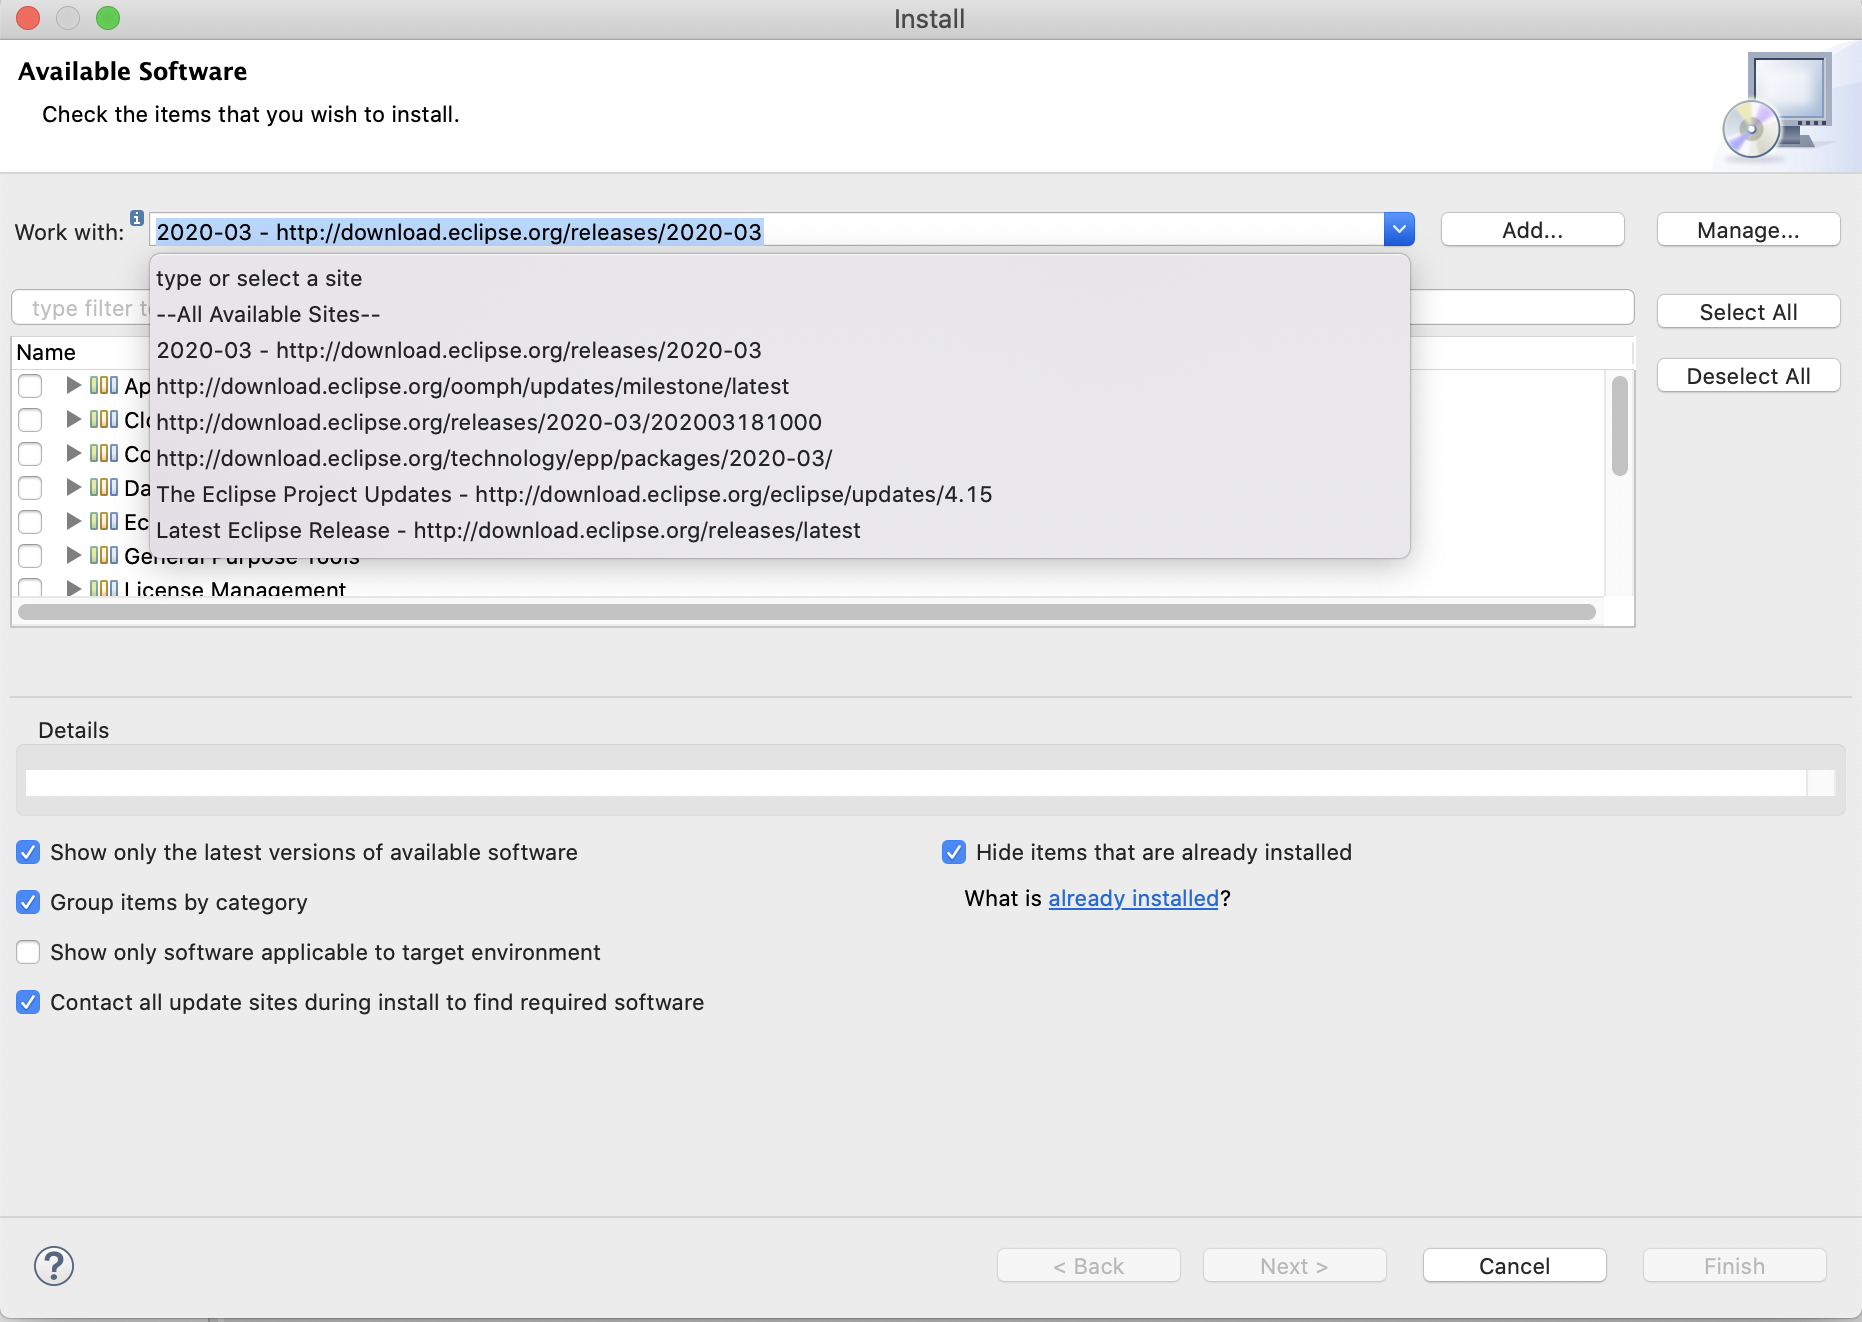 Install
Available Software
Check the items that you wish to install.
Work with:
2020-03 - http://download.eclipse.org/releases/2020-03
Add...
Manage...
type or select a site
--All Available Sites--
2020-03 - http://download.eclipse.org/releases/2020-03
http://download.eclipse.org/oomph/updates/milestone/latest
http://download.eclipse.org/releases/2020-03/202003181000
http://download.eclipse.org/technology/epp/packages/2020-03/
The Eclipse Project Updates - http://download.eclipse.org/eclipse/updates/4.15
Latest Eclipse Release - http://download.eclipse.org/releases/latest
type filter
Select All
Name
Deselect All
General Purpose Tools
License Management
Details
Show only the latest versions of available software
Hide items that are already installed
Group items by category
What is already installed?
Show only software applicable to target environment
Contact all update sites during install to find required software
?
< Back
Next >
Cancel
Finish